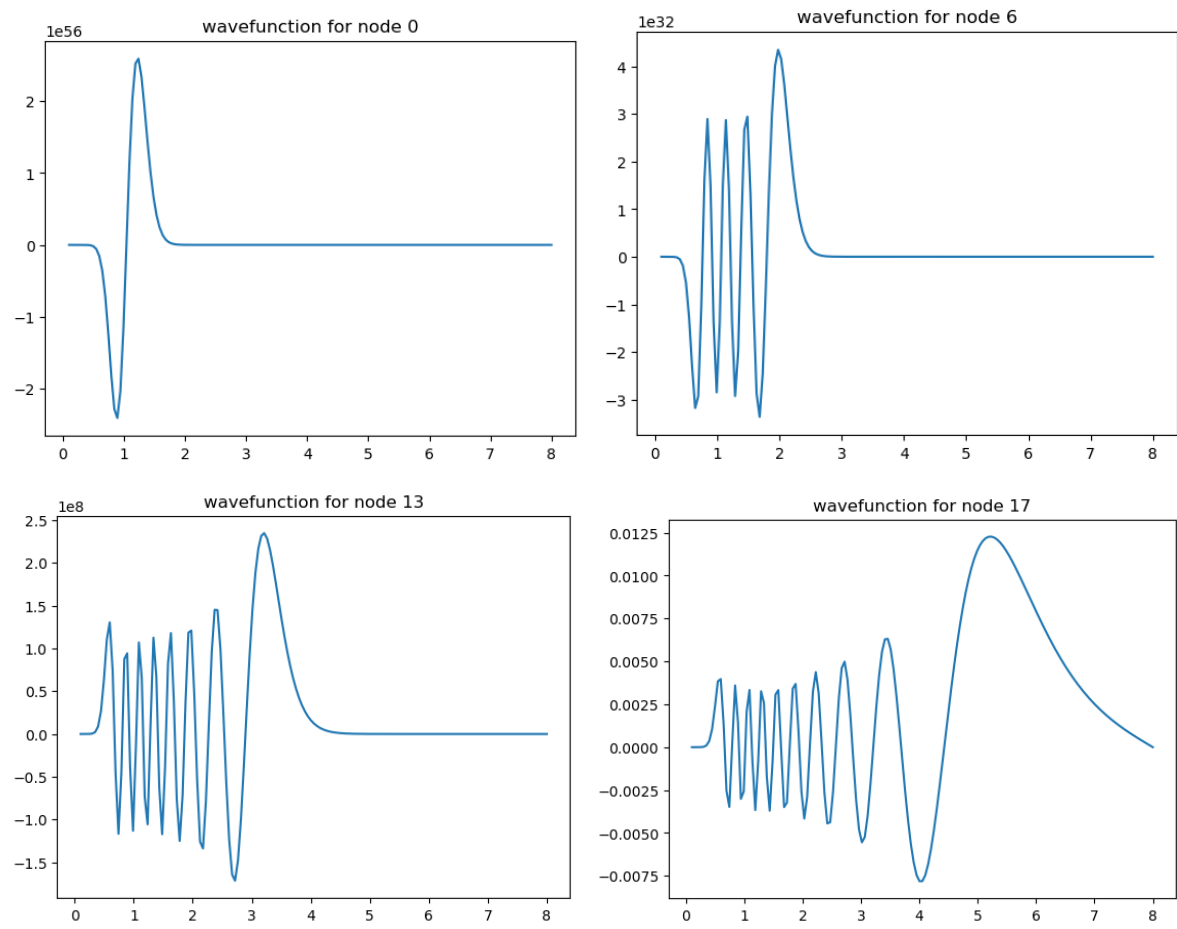 1e56
wavefunction for node 0
2
1
0
−1
−2
0 1 2 3 4 5 6 7 8
1e32
wavefunction for node 6
4
3
2
1
0
−1
−2
−3
0 1 2 3 4 5 6 7 8
1e8
wavefunction for node 13
2.5
2.0
1.5
1.0
0.5
0.0
−0.5
−1.0
−1.5
0 1 2 3 4 5 6 7 8
wavefunction for node 17
0.0125
0.0100
0.0075
0.0050
0.0025
0.0000
−0.0025
−0.0050
−0.0075
0 1 2 3 4 5 6 7 8